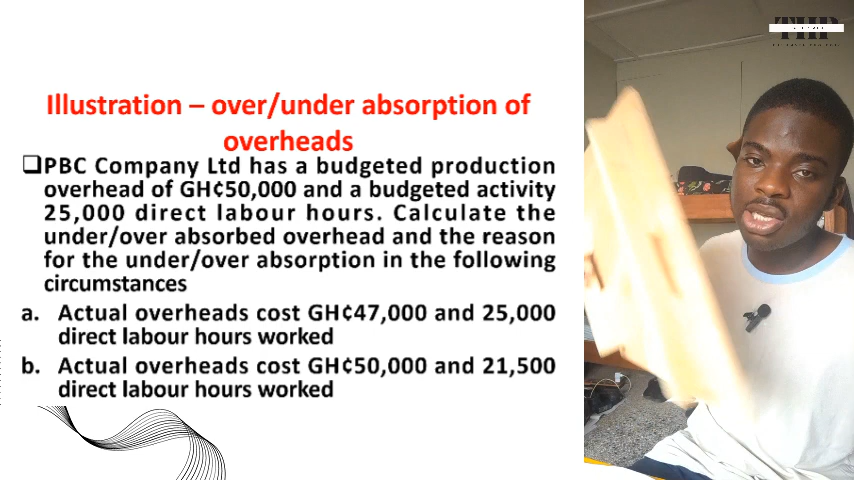 Illustration – over/under absorption of
overheads
❑PBC Company Ltd has a budgeted production
overhead of GH₵50,000 and a budgeted activity
25,000 direct labour hours. Calculate the
under/over absorbed overhead and the reason
for the under/over absorption in the following
circumstances
a. Actual overheads cost GH₵47,000 and 25,000
direct labour hours worked
b. Actual overheads cost GH₵50,000 and 21,500
direct labour hours worked